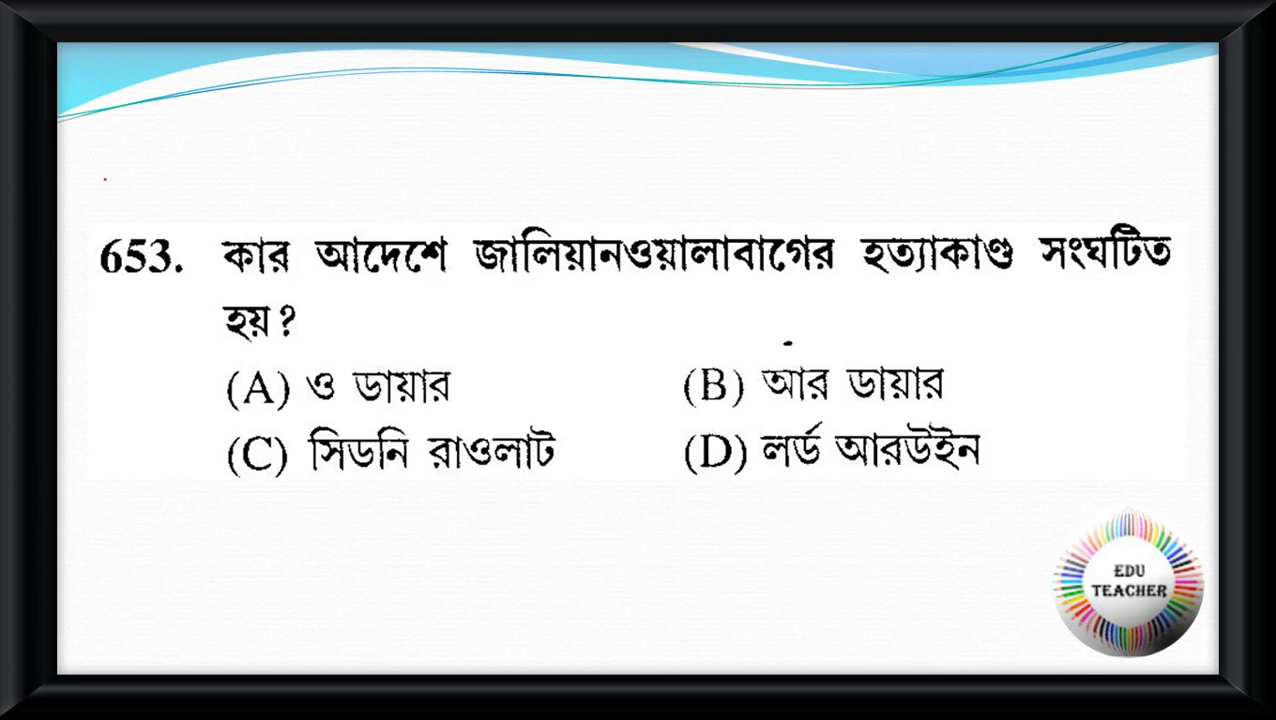 653. কার আদেশে জালিয়ানওয়ালাবাগের হত্যাকাণ্ড সংঘটিত
হয়?
(A) ও ডায়ার (B) আর ডায়ার
(C) সিডনি রাওলাট (D) লর্ড আরউইন
EDU
TEACHER